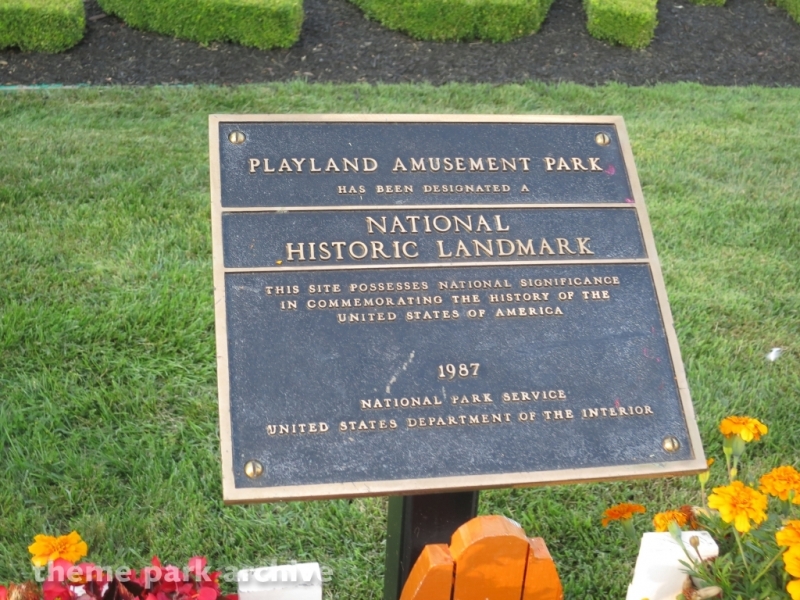 PLAYLAND AMUSEMENT PARK
HAS BEEN DESIGNATED A
NATIONAL
HISTORIC LANDMARK
THIS SITE POSSESSES NATIONAL SIGNIFICANCE
IN COMMEMORATING THE HISTORY OF THE
UNITED STATES OF AMERICA
1987
NATIONAL PARK SERVICE
UNITED STATES DEPARTMENT OF THE INTERIOR
theme park archive